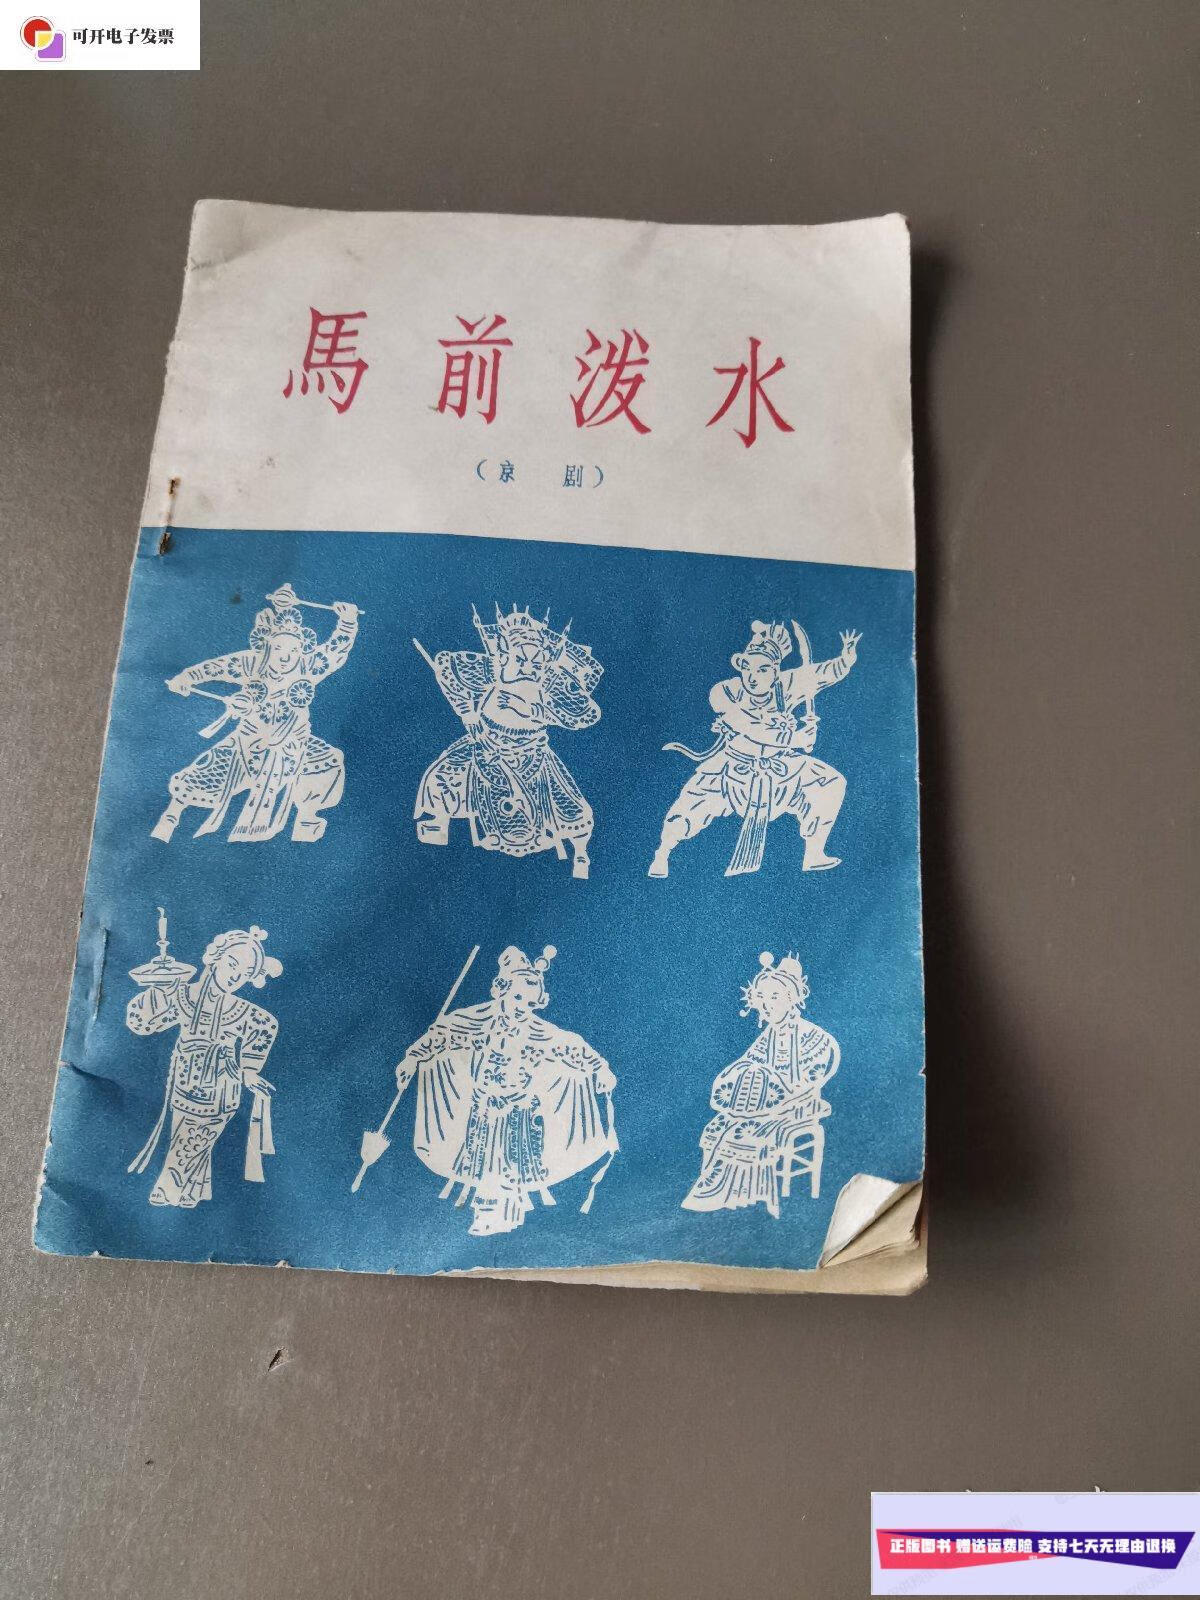 可开电子发票
馬前泼水
（京 剧）
正版图书 赠送运费险 支持七天无理由退换